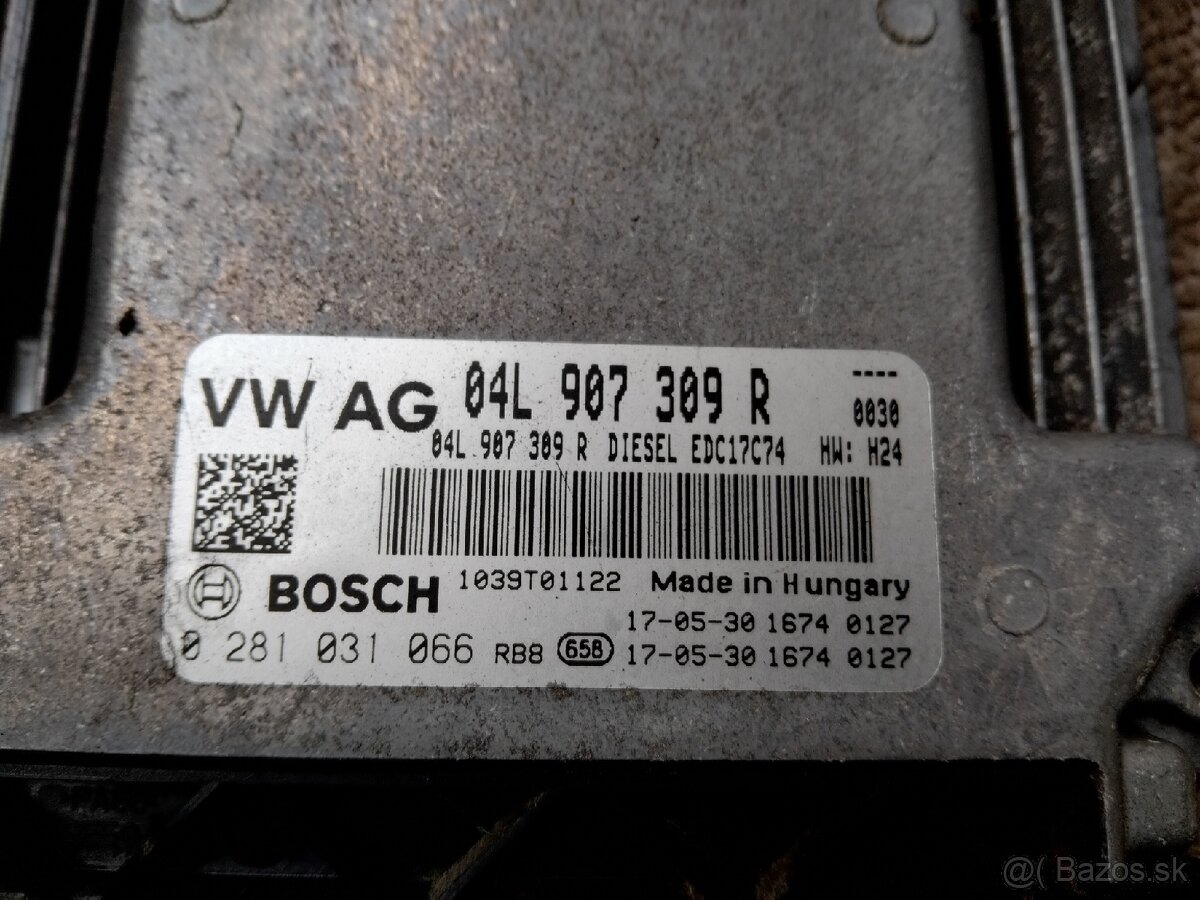 VW AG 04L 907 309 R ----
0030
04L 907 309 R DIESEL EDC17C74 HW: H24
BOSCH 1039T01122 Made in Hungary
17-05-30 1674 0127
0 281 031 066 RB8 658 17-05-30 1674 0127
@( Bazos.sk